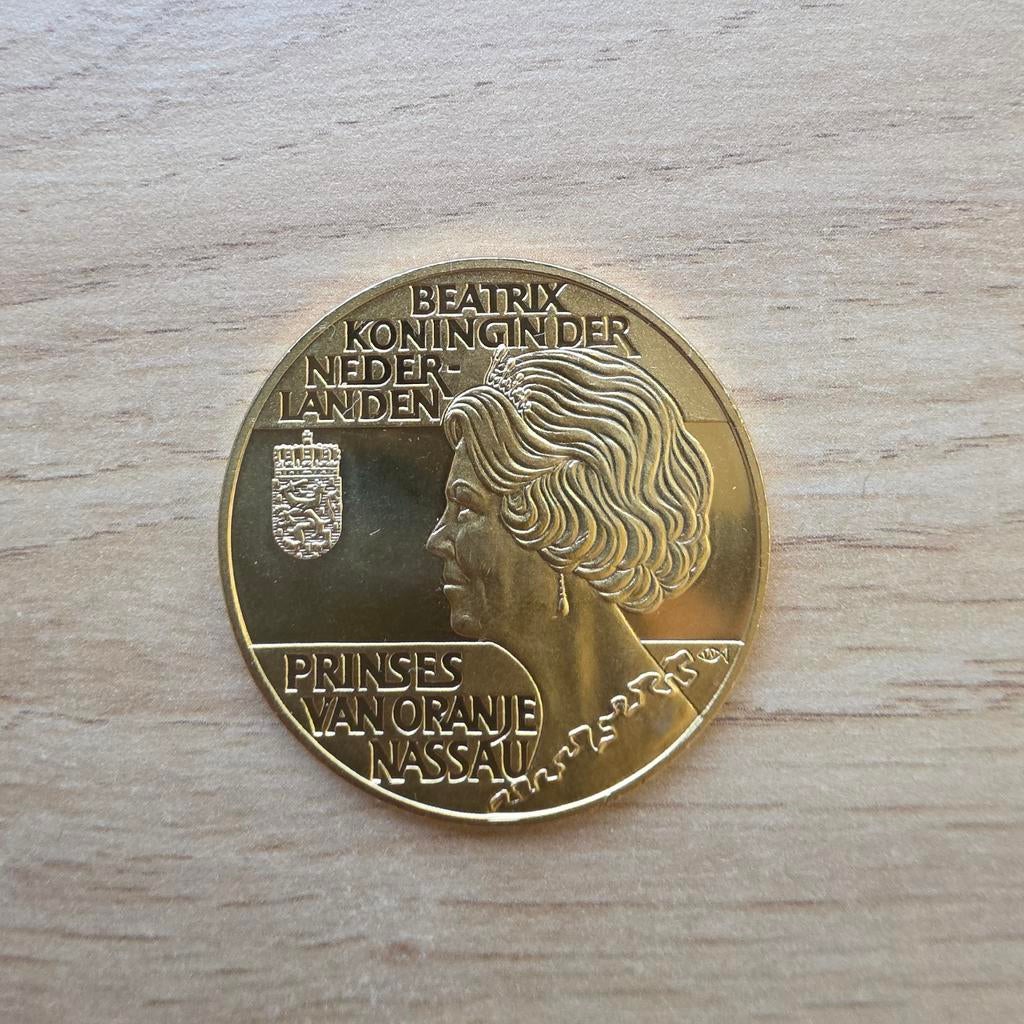 BEATRIX
KONINGIN DER
NEDER-
LANDEN
PRINSES
VAN ORANJE
NASSAU